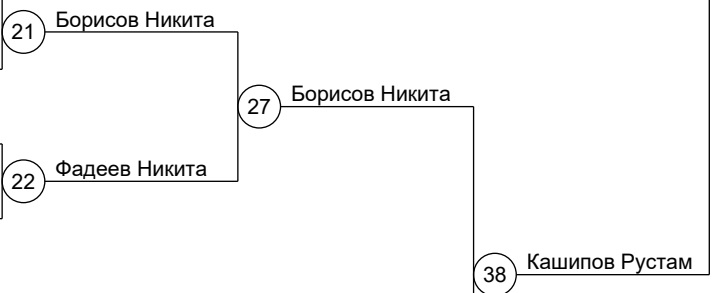 21 Борисов Никита
27 Борисов Никита
22 Фадеев Никита
38 Кашипов Рустам